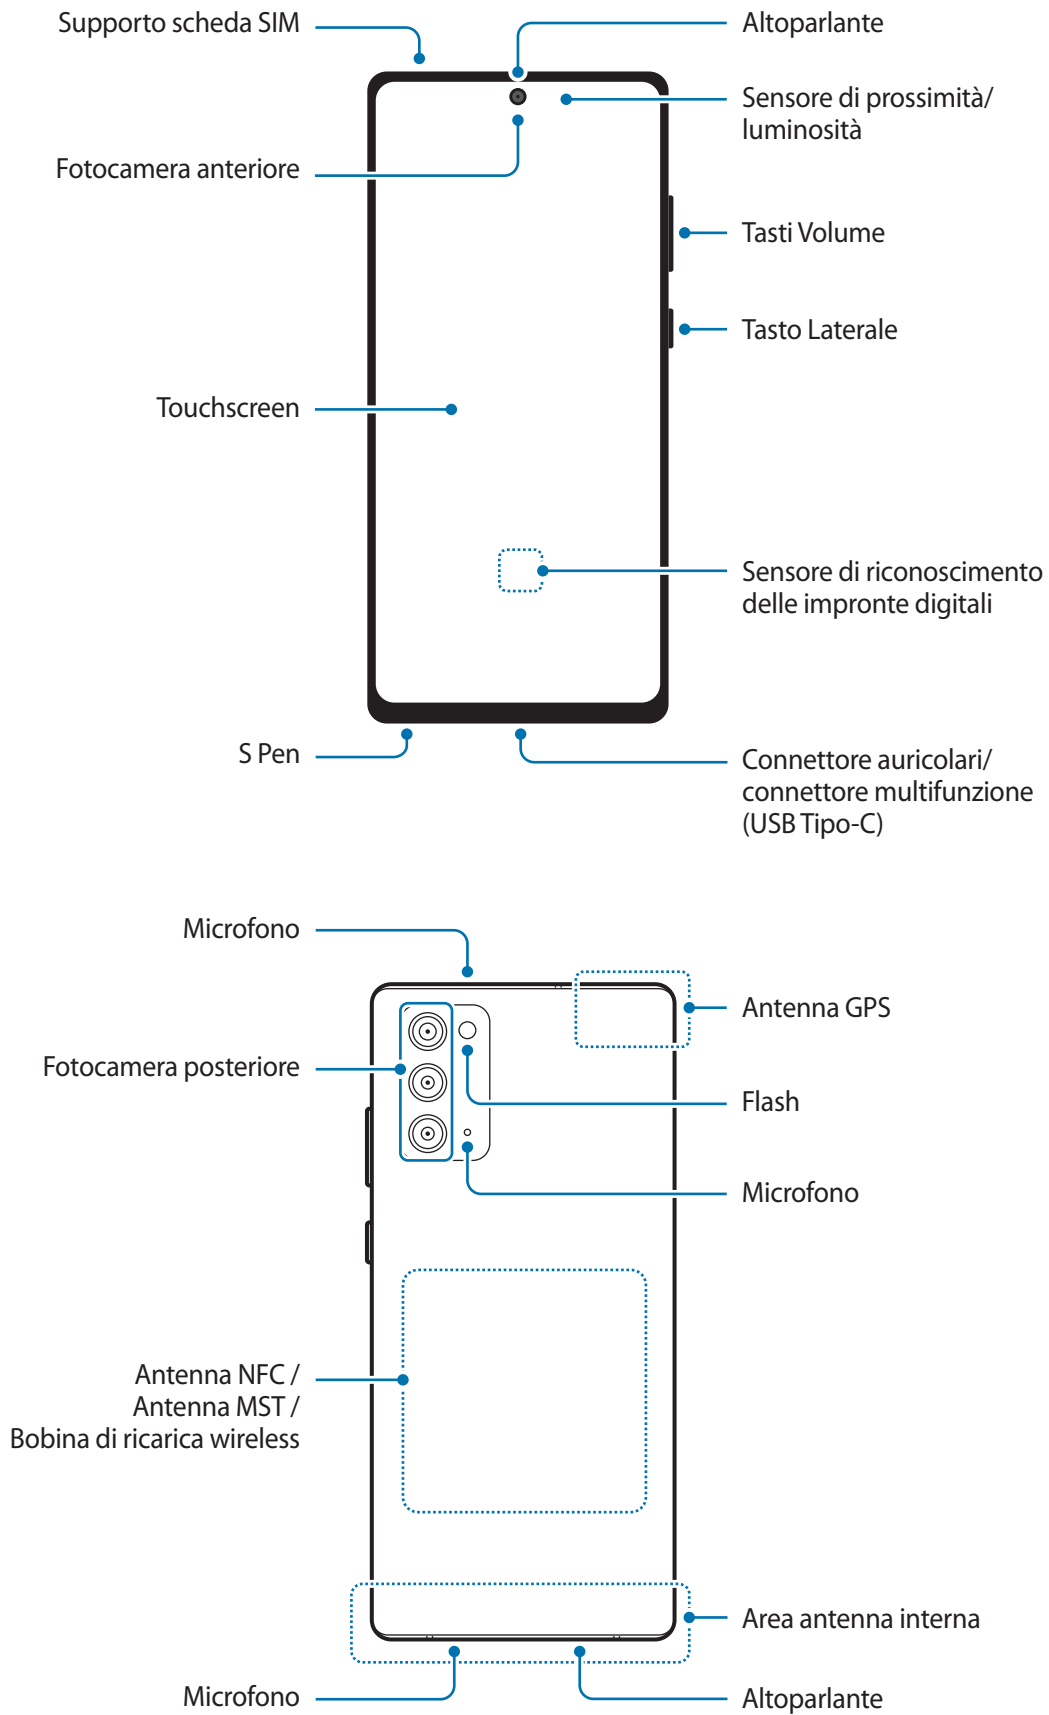 Supporto scheda SIM
Altoparlante
Sensore di prossimità/
luminosità
Fotocamera anteriore
Tasti Volume
Tasto Laterale
Touchscreen
Sensore di riconoscimento
delle impronte digitali
S Pen
Connettore auricolari/
connettore multifunzione
(USB Tipo-C)
Microfono
Antenna GPS
Fotocamera posteriore
Flash
Microfono
Antenna NFC /
Antenna MST /
Bobina di ricarica wireless
Area antenna interna
Microfono
Altoparlante